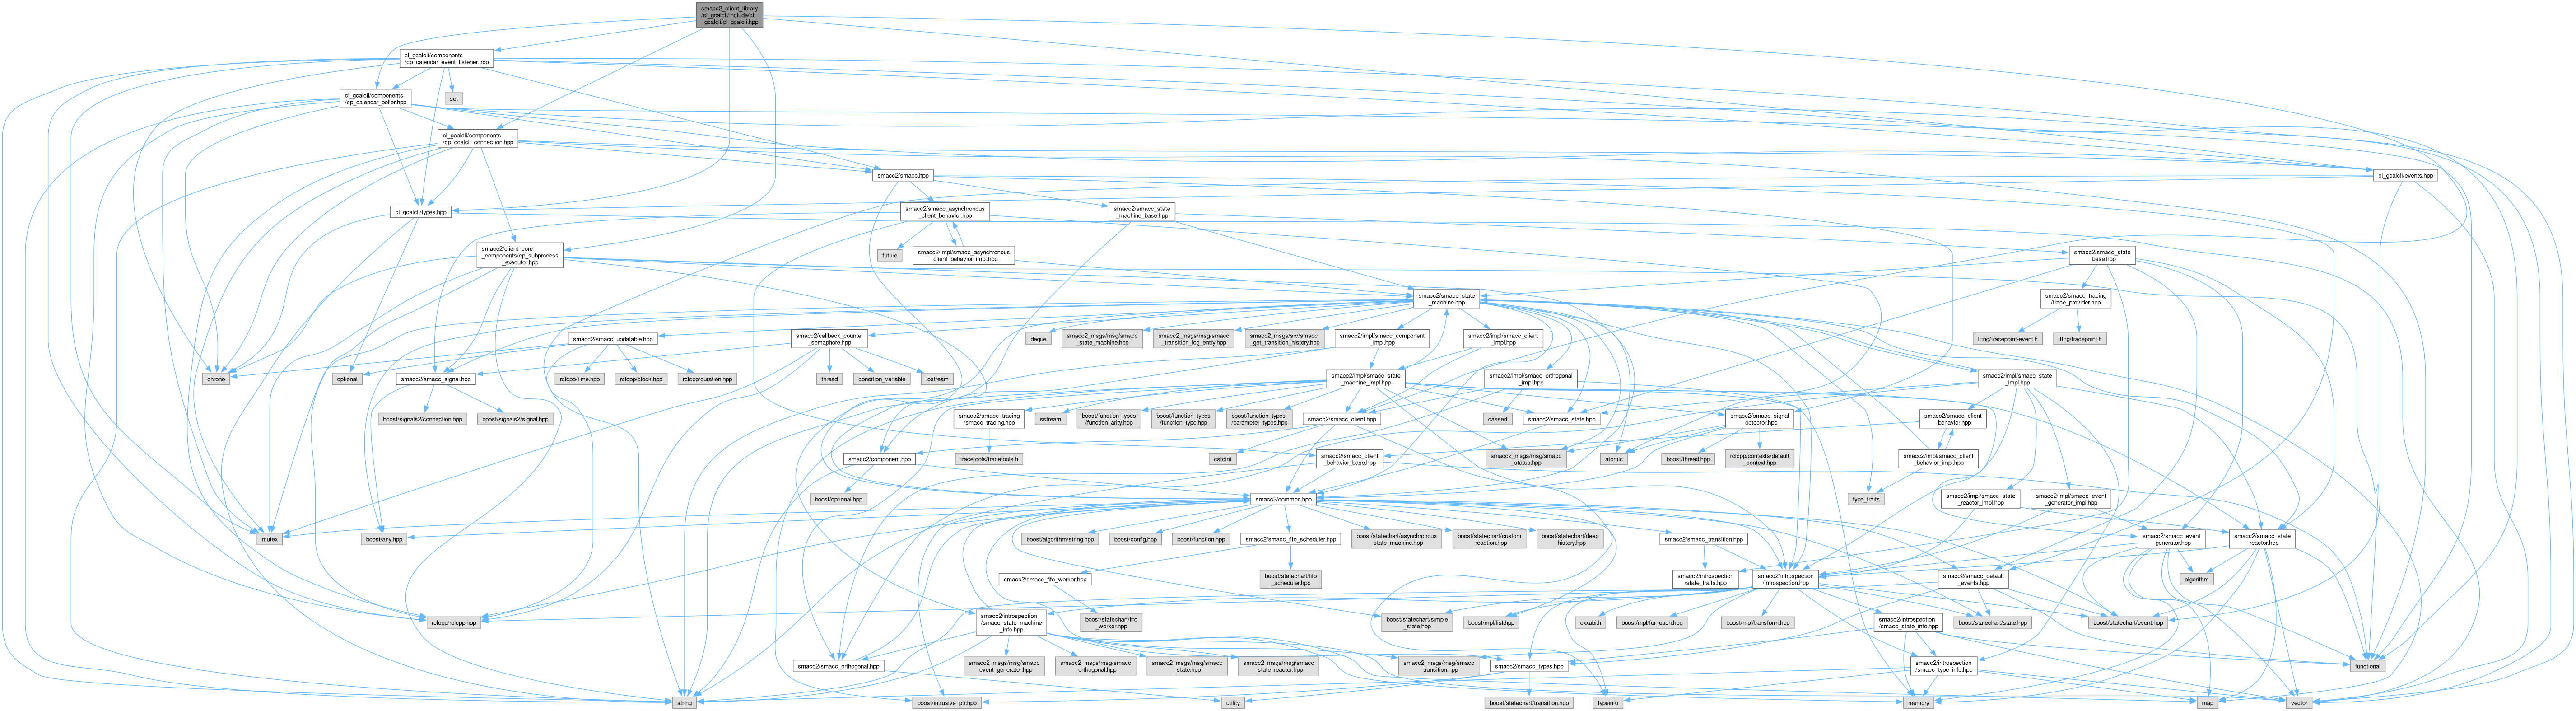 smacc2_client_library
/cl_gcalcli/include/cl
_gcalcli/cl_gcalcli.hpp
cl_gcalcli/components
/cp_calendar_event_listener.hpp
cl_gcalcli/components
/cp_calendar_poller.hpp
set
cl_gcalcli/components
/cp_gcalcli_connection.hpp
smacc2/smacc.hpp
cl_gcalcli/events.hpp
cl_gcalcli/types.hpp
smacc2/smacc_asynchronous
_client_behavior.hpp
smacc2/smacc_state
_machine_base.hpp
smacc2/client_core
_components/cp_subprocess
_executor.hpp
future
smacc2/impl/smacc_asynchronous
_client_behavior_impl.hpp
smacc2/smacc_state
_base.hpp
smacc2/smacc_state
_machine.hpp
smacc2/smacc_tracing
/trace_provider.hpp
smacc2/smacc_updatable.hpp
smacc2/callback_counter
_semaphore.hpp
deque
smacc2_msgs/msg/smacc
_state_machine.hpp
smacc2_msgs/msg/smacc
_transition_log_entry.hpp
smacc2_msgs/srv/smacc
_get_transition_history.hpp
smacc2/impl/smacc_component
_impl.hpp
smacc2/impl/smacc_client
_impl.hpp
lttng/tracepoint-event.h
lttng/tracepoint.h
chrono
optional
smacc2/smacc_signal.hpp
rclcpp/time.hpp
rclcpp/clock.hpp
rclcpp/duration.hpp
thread
condition_variable
iostream
smacc2/impl/smacc_state
_machine_impl.hpp
smacc2/impl/smacc_orthogonal
_impl.hpp
smacc2/impl/smacc_state
_impl.hpp
boost/signals2/connection.hpp
boost/signals2/signal.hpp
smacc2/smacc_tracing
/smacc_tracing.hpp
sstream
boost/function_types
/function_arity.hpp
boost/function_types
/function_type.hpp
boost/function_types
/parameter_types.hpp
smacc2/smacc_client.hpp
cassert
smacc2/smacc_state.hpp
smacc2/smacc_signal
_detector.hpp
smacc2/smacc_client
_behavior.hpp
smacc2/component.hpp
tracetools/tracetools.h
cstdint
smacc2/smacc_client
_behavior_base.hpp
smacc2_msgs/msg/smacc
_status.hpp
atomic
boost/thread.hpp
rclcpp/contexts/default
_context.hpp
smacc2/impl/smacc_client
_behavior_impl.hpp
boost/optional.hpp
smacc2/common.hpp
type_traits
smacc2/impl/smacc_state
_reactor_impl.hpp
smacc2/impl/smacc_event
_generator_impl.hpp
mutex
boost/any.hpp
boost/algorithm/string.hpp
boost/config.hpp
boost/function.hpp
smacc2/smacc_fifo_scheduler.hpp
boost/statechart/asynchronous
_state_machine.hpp
boost/statechart/custom
_reaction.hpp
boost/statechart/deep
_history.hpp
smacc2/smacc_transition.hpp
smacc2/smacc_event
_generator.hpp
smacc2/smacc_state
_reactor.hpp
smacc2/smacc_fifo_worker.hpp
boost/statechart/fifo
_scheduler.hpp
smacc2/introspection
/state_traits.hpp
smacc2/introspection
/introspection.hpp
smacc2/smacc_default
_events.hpp
algorithm
rclcpp/rclcpp.hpp
smacc2/introspection
/smacc_state_machine
_info.hpp
boost/statechart/fifo
_worker.hpp
boost/statechart/simple
_state.hpp
boost/mpl/list.hpp
cxxabi.h
boost/mpl/for_each.hpp
boost/mpl/transform.hpp
smacc2/introspection
/smacc_state_info.hpp
boost/statechart/state.hpp
boost/statechart/event.hpp
smacc2/smacc_orthogonal.hpp
smacc2_msgs/msg/smacc
_event_generator.hpp
smacc2_msgs/msg/smacc
_orthogonal.hpp
smacc2_msgs/msg/smacc
_state.hpp
smacc2_msgs/msg/smacc
_state_reactor.hpp
smacc2_msgs/msg/smacc
_transition.hpp
smacc2/smacc_types.hpp
smacc2/introspection
/smacc_type_info.hpp
functional
string
boost/intrusive_ptr.hpp
utility
boost/statechart/transition.hpp
typeinfo
memory
map
vector